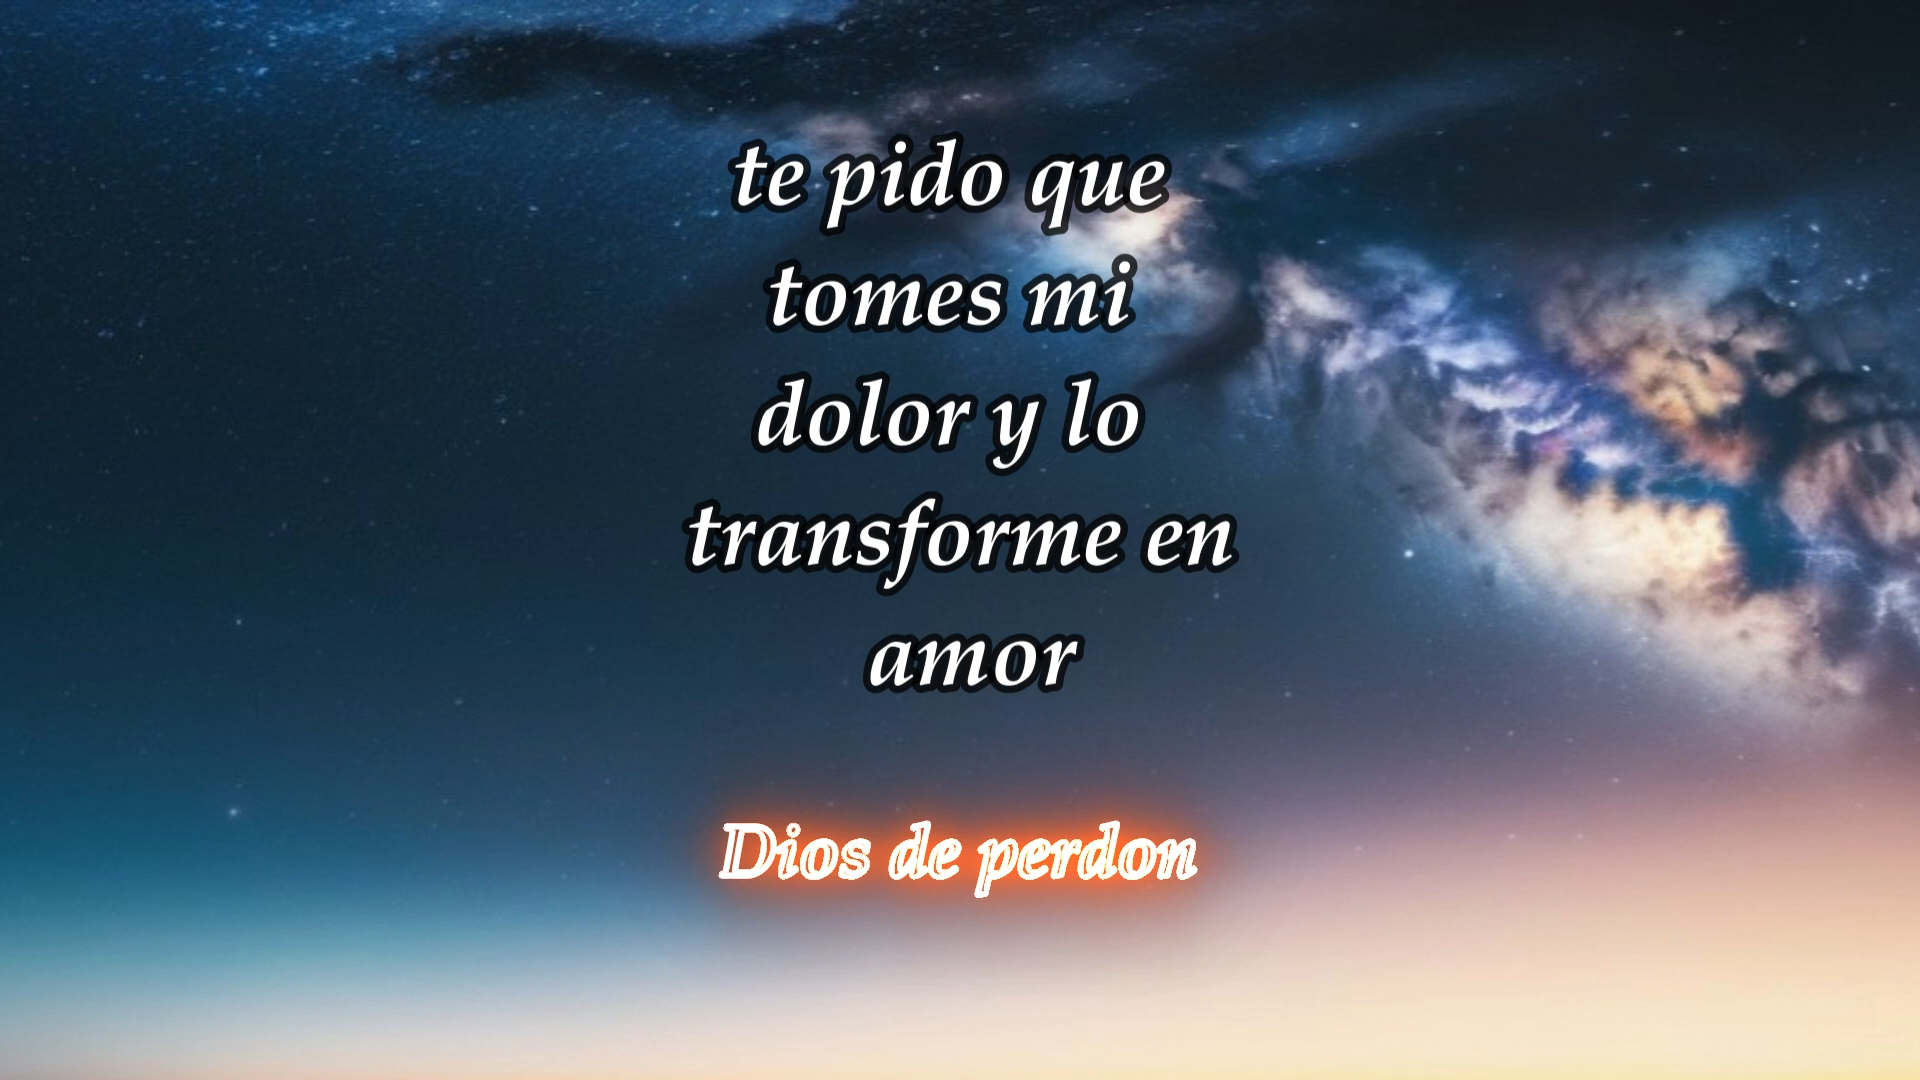 te pido que
tomes mi
dolor y lo
transforme en
amor
Dios de perdon